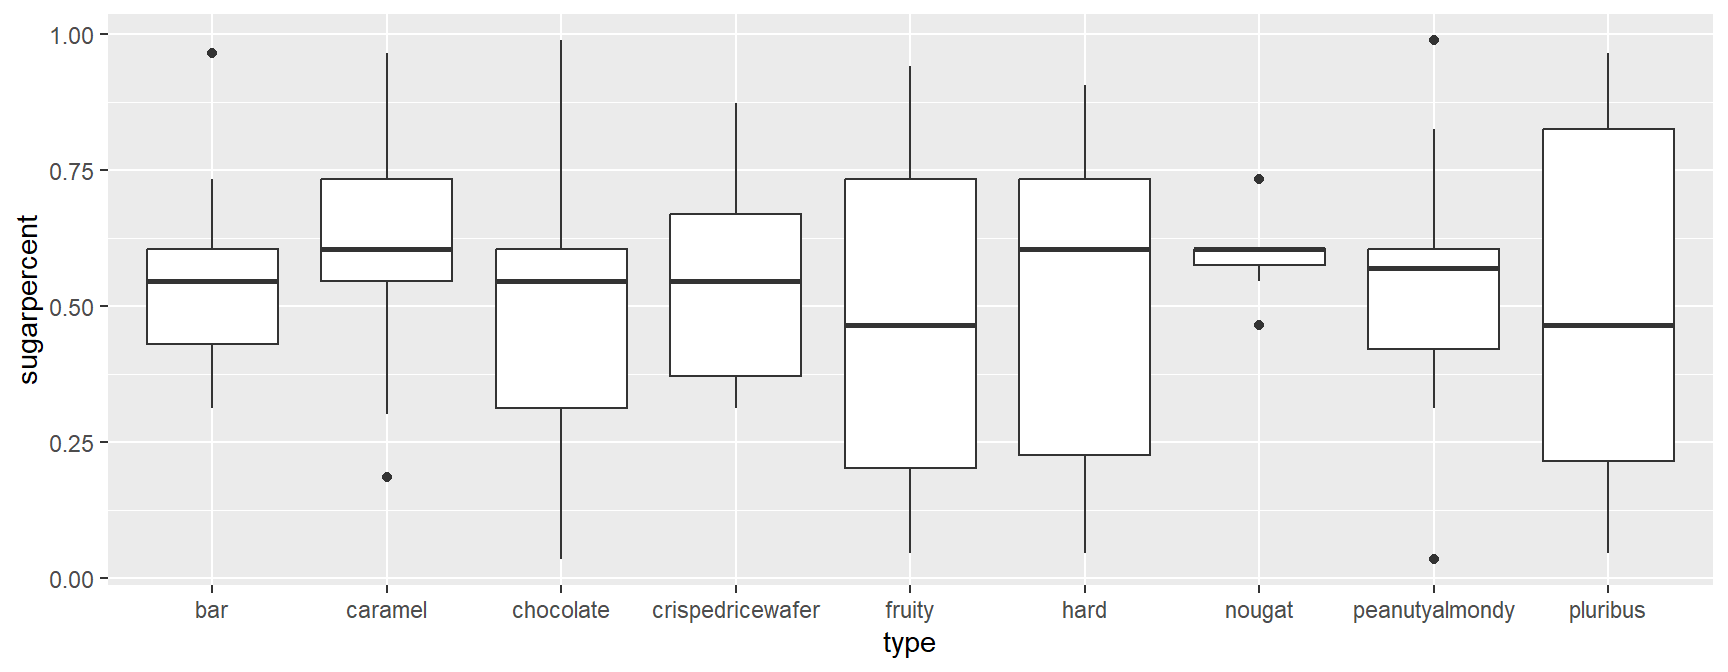 sugarpercent
1.00
0.75
0.50
0.25
0.00
bar caramel chocolate crispedricewafer fruity hard nougat peanutyalmondy pluribus
type